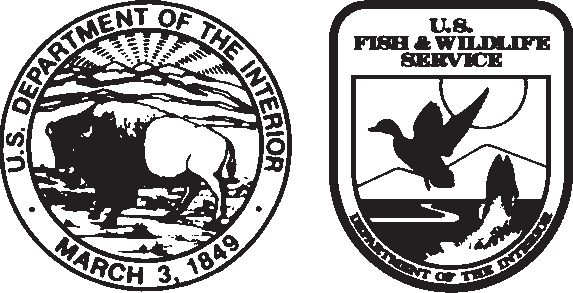 U.S. DEPARTMENT OF THE INTERIOR
MARCH 3, 1849
U.S.
FISH & WILDLIFE
SERVICE
DEPARTMENT OF THE INTERIOR